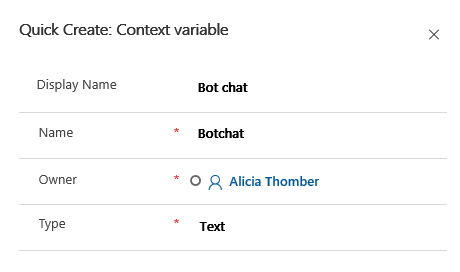 Quick Create: Context variable
Display Name Bot chat
Name * Botchat
Owner * Alicia Thomber
Type * Text